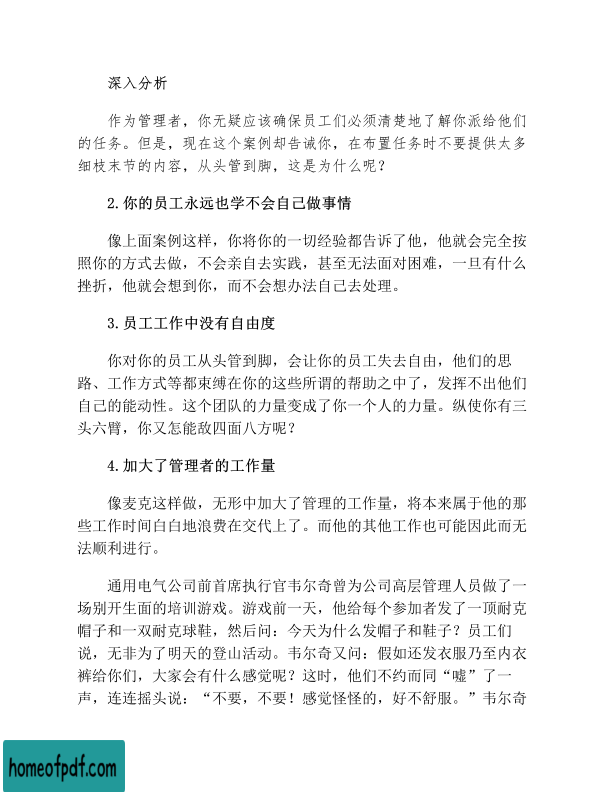 深入分析
作为管理者，你无疑应该确保员工们必须清楚地了解你派给他们
的任务。但是，现在这个案例却告诫你，在布置任务时不要提供太多
细枝末节的内容，从头管到脚，这是为什么呢？
2.你的员工永远也学不会自己做事情
像上面案例这样，你将你的一切经验都告诉了他，他就会完全按
照你的方式去做，不会亲自去实践，甚至无法面对困难，一旦有什么
挫折，他就会想到你，而不会想办法自己去处理。
3.员工工作中没有自由度
你对你的员工从头管到脚，会让你的员工失去自由，他们的思
路、工作方式等都束缚在你的这些所谓的帮助之中了，发挥不出他们
自己的能动性。这个团队的力量变成了你一个人的力量。纵使你有三
头六臂，你又怎能敌四面八方呢？
4.加大了管理者的工作量
像麦克这样做，无形中加大了管理的工作量，将本来属于他的那
些工作时间白白地浪费在交代上了。而他的其他工作也可能因此而无
法顺利进行。
通用电气公司前首席执行官韦尔奇曾为公司高层管理人员做了一
场别开生面的培训游戏。游戏前一天，他给每个参加者发了一顶耐克
帽子和一双耐克球鞋，然后问：今天为什么发帽子和鞋子？员工们
说，无非为了明天的登山活动。韦尔奇又问：假如还发衣服乃至内衣
裤给你们，大家会有什么感觉呢？这时，他们不约而同“嘘”了一
声，连连摇头说：“不要，不要！感觉怪怪的，好不舒服。”韦尔奇
homeofpdf.com